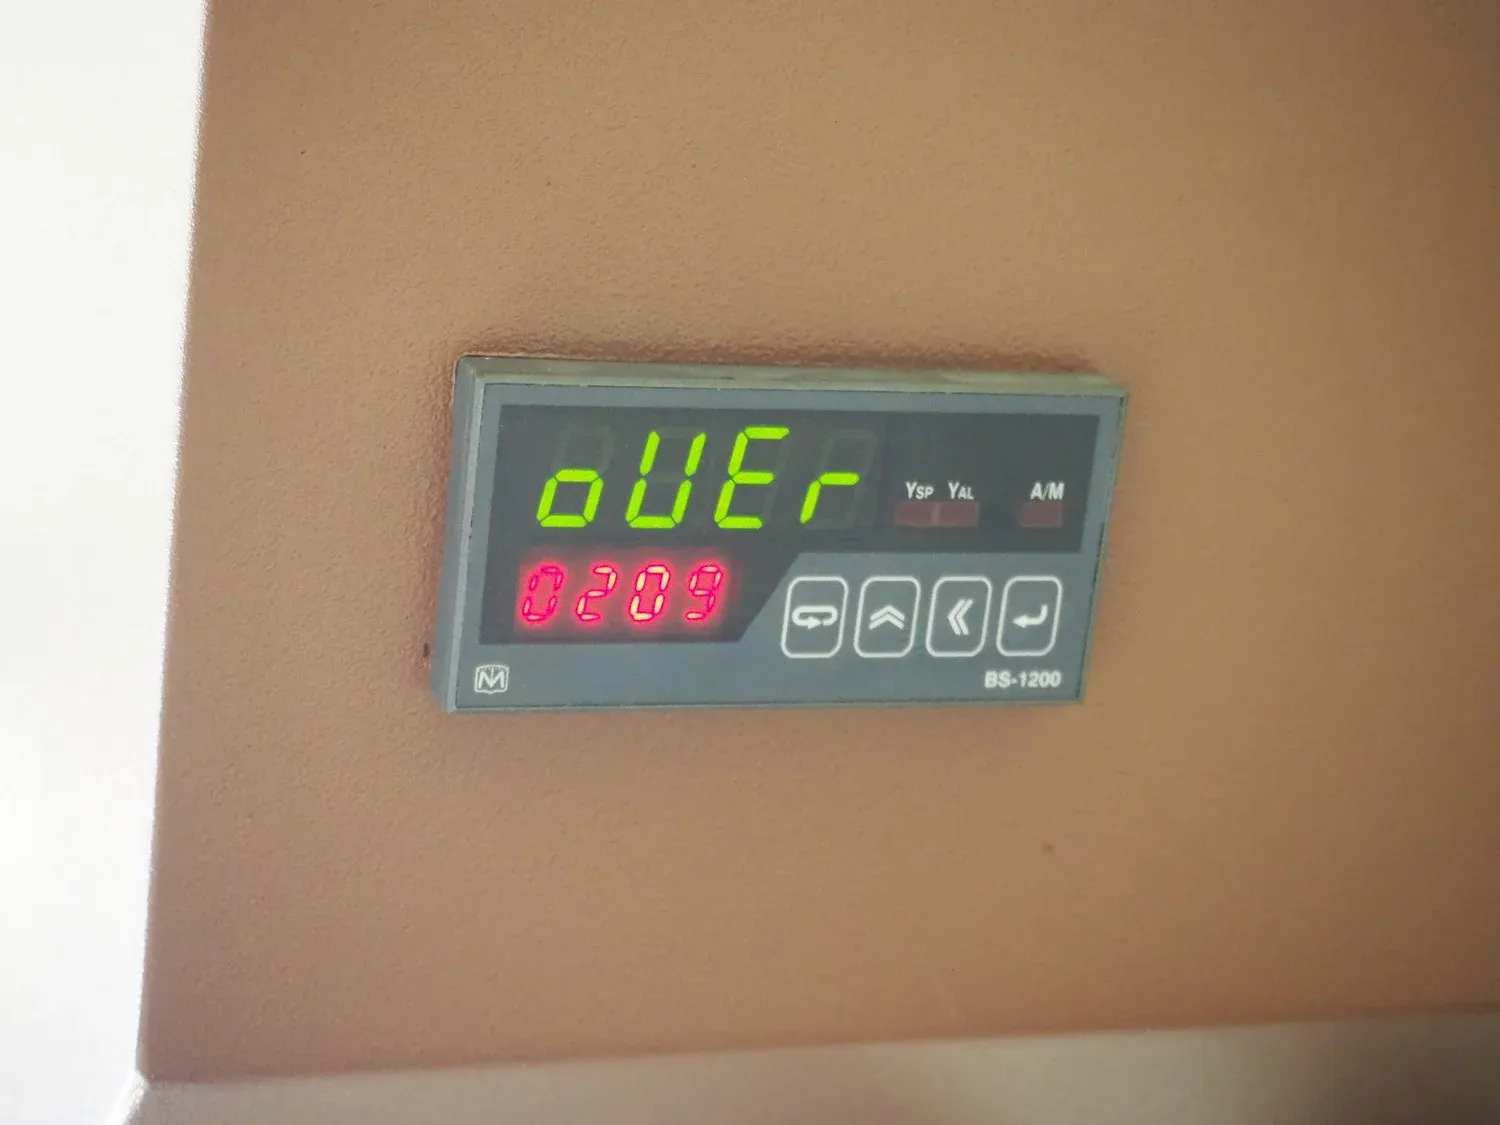 oUEr
YSP YAL A/M
0209
BS-1200